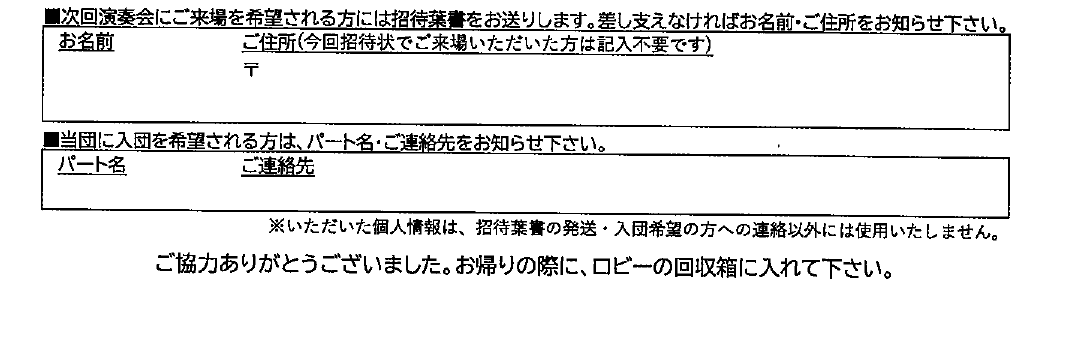 ■次回演奏会にご来場を希望される方には招待葉書をお送りします。差し支えなければお名前・ご住所をお知らせ下さい。
お名前 ご住所(今回招待状でご来場いただいた方は記入不要です)
〒
■当団に入団を希望される方は、パート名・ご連絡先をお知らせ下さい。
パート名 ご連絡先
※いただいた個人情報は、招待葉書の発送・入団希望の方への連絡以外には使用いたしません。
ご協力ありがとうございました。お帰りの際に、ロビーの回収箱に入れて下さい。